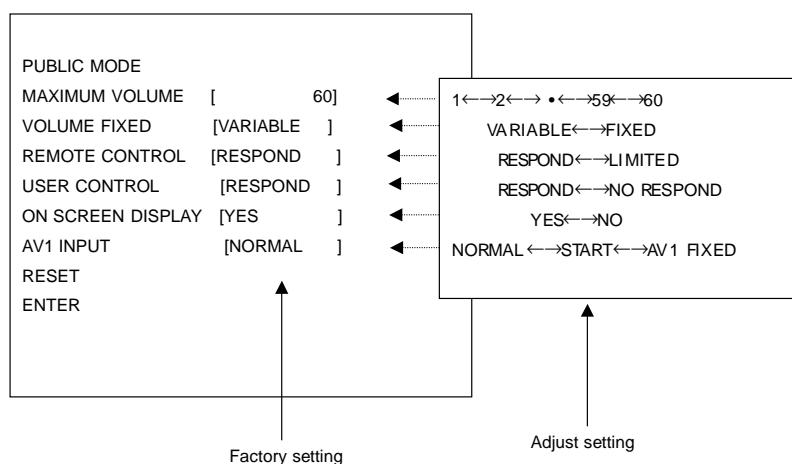 PUBLIC MODE
MAXIMUM VOLUME [ 60]
VOLUME FIXED [VARIABLE ]
REMOTE CONTROL [RESPOND ]
USER CONTROL [RESPOND ]
ON SCREEN DISPLAY [YES ]
AV1 INPUT [NORMAL ]
RESET
ENTER
1←→2←→ •←→59←→60
VARIABLE←→FIXED
RESPOND←→LIMITED
RESPOND←→NO RESPOND
YES←→NO
NORMAL←→START←→AV1 FIXED
Factory setting
Adjust setting